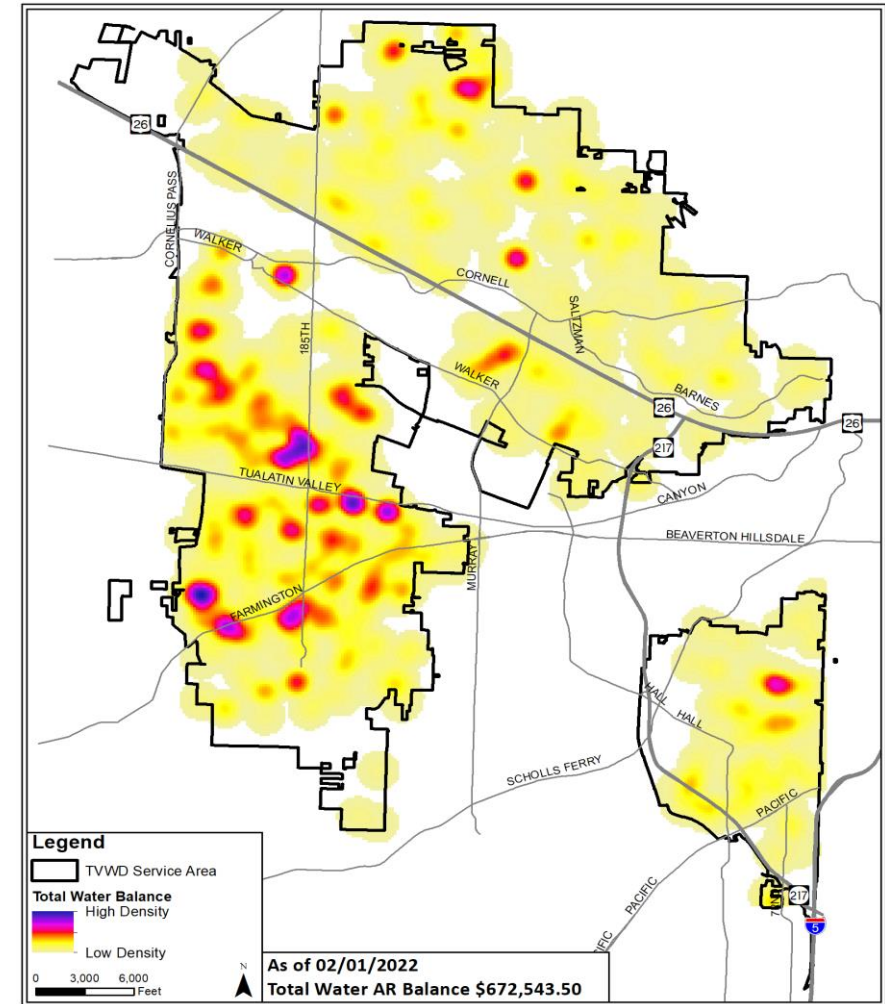 26
CORNELIUS PASS
WALKER
185TH
CORNELL
SALTZMAN
WALKER
BARNES
26
26
217
CANYON
TUALATIN VALLEY
BEAVERTON HILLSDALE
MURRAY
FARMINGTON
HALL
HALL
SCHOLLS FERRY
PACIFIC
PACIFIC
217
5
Legend
TVWD Service Area
Total Water Balance
High Density
Low Density
0 3,000 6,000
Feet
N
As of 02/01/2022
Total Water AR Balance $672,543.50